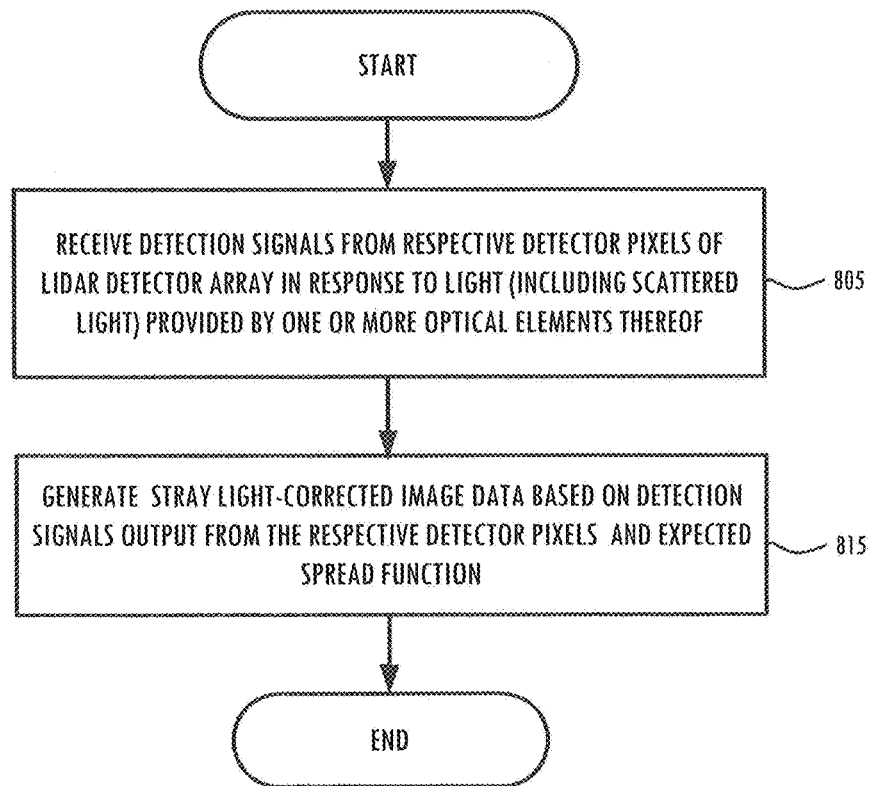 START
RECEIVE DETECTION SIGNALS FROM RESPECTIVE DETECTOR PIXELS OF
LIDAR DETECTOR ARRAY IN RESPONSE TO LIGHT (INCLUDING SCATTERED
LIGHT) PROVIDED BY ONE OR MORE OPTICAL ELEMENTS THEREOF
805
GENERATE STRAY LIGHT-CORRECTED IMAGE DATA BASED ON DETECTION
SIGNALS OUTPUT FROM THE RESPECTIVE DETECTOR PIXELS AND EXPECTED
SPREAD FUNCTION
815
END